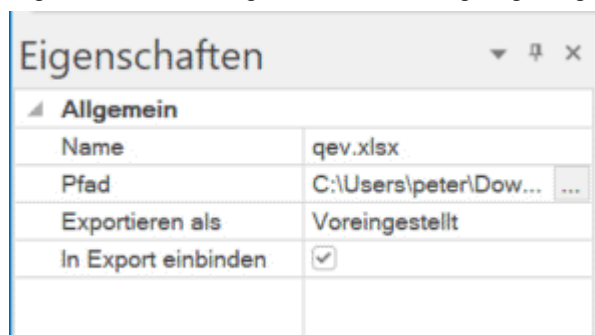 Eigenschaften
Allgemein
Name qev.xlsx
Pfad C:\Users\peter\Dow... ...
Exportieren als Voreingestellt
In Export einbinden